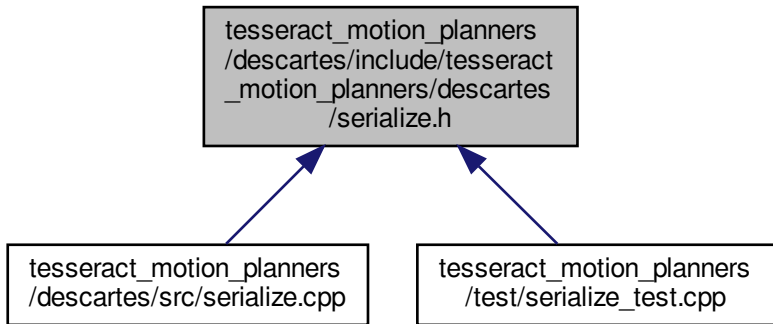 tesseract_motion_planners
/descartes/include/tesseract
_motion_planners/descartes
/serialize.h
tesseract_motion_planners
/descartes/src/serialize.cpp
tesseract_motion_planners
/test/serialize_test.cpp